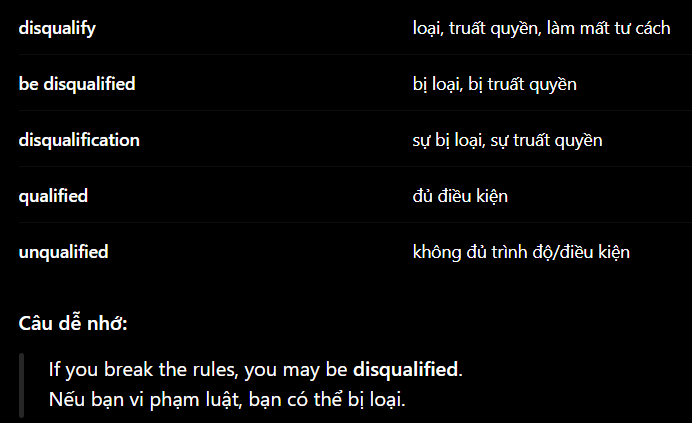 disqualify loại, truất quyền, làm mất tư cách
be disqualified bị loại, bị truất quyền
disqualification sự bị loại, sự truất quyền
qualified đủ điều kiện
unqualified không đủ trình độ/điều kiện
Câu dễ nhớ:
If you break the rules, you may be disqualified.
Nếu bạn vi phạm luật, bạn có thể bị loại.